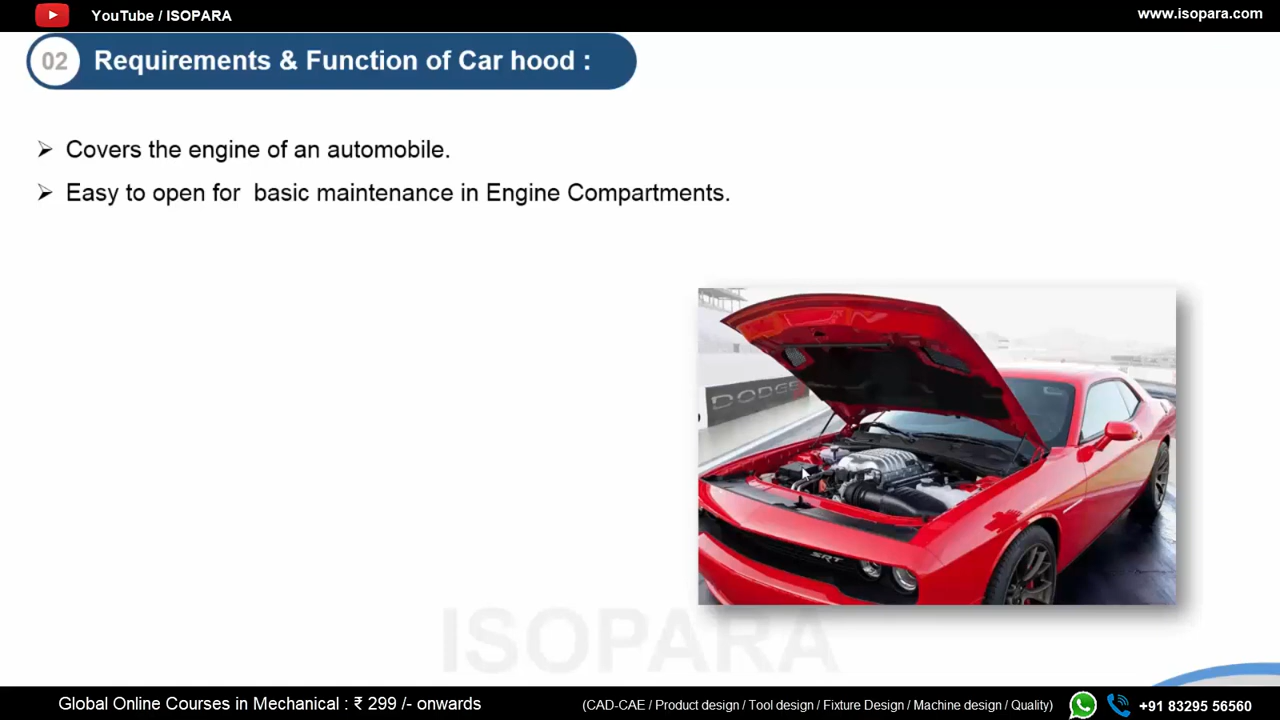 YouTube / ISOPARA
www.isopara.com
02
Requirements & Function of Car hood :
➢ Covers the engine of an automobile.
➢ Easy to open for  basic maintenance in Engine Compartments.
DODGE
SRT
ISOPARA
Global Online Courses in Mechanical : ₹ 299 /- onwards
(CAD-CAE / Product design / Tool design / Fixture Design / Machine design / Quality)
+91 83295 56560